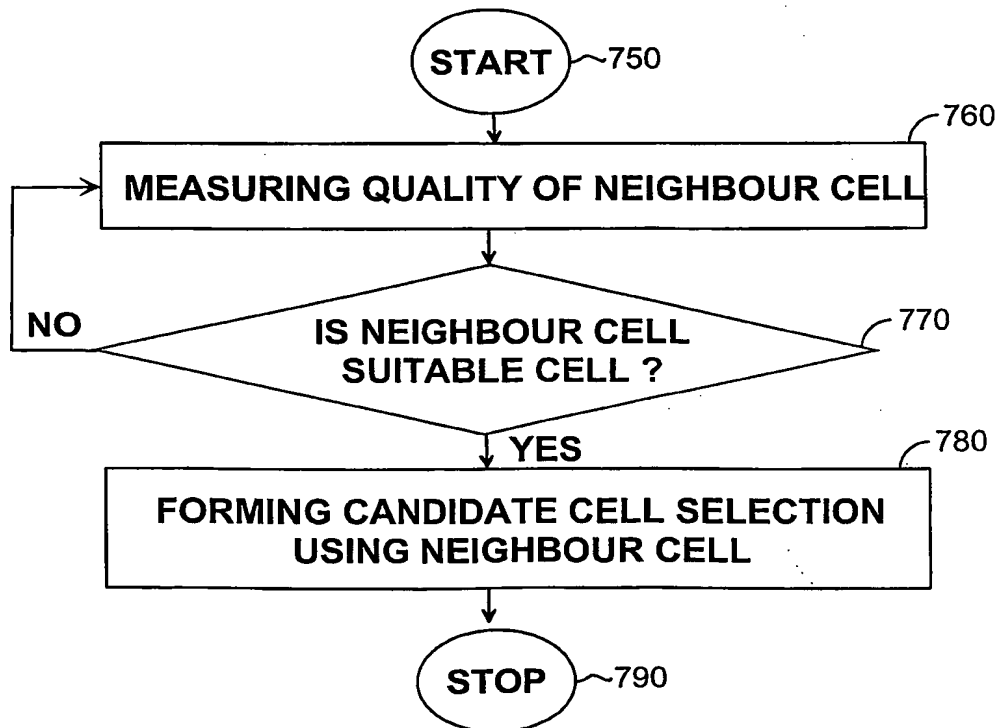 START
750
760
MEASURING QUALITY OF NEIGHBOUR CELL
NO
IS NEIGHBOUR CELL
SUITABLE CELL ?
770
YES
780
FORMING CANDIDATE CELL SELECTION
USING NEIGHBOUR CELL
STOP
790